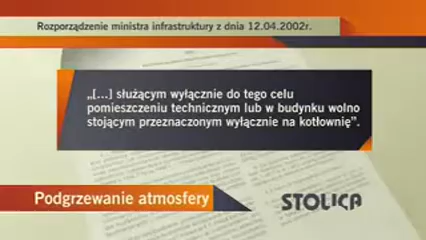 Rozporządzenie ministra infrastruktury z dnia 12.04.2002r.
„[...] służącym wyłącznie do tego celu
pomieszczeniu technicznym lub w budynku wolno
stojącym przeznaczonym wyłącznie na kotłownię”.
Podgrzewanie atmosfery
STOLICA